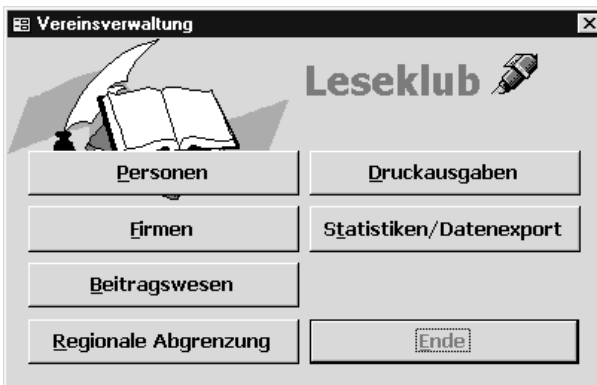 Vereinsverwaltung
Leseklub
Personen
Druckausgaben
Firmen
Statistiken/Datenexport
Beitragswesen
Regionale Abgrenzung
Ende